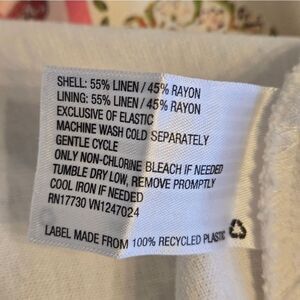 SHELL: 55% LINEN / 45% RAYON
LINING: 55% LINEN / 45% RAYON
EXCLUSIVE OF ELASTIC
MACHINE WASH COLD SEPARATELY
GENTLE CYCLE
ONLY NON-CHLORINE BLEACH IF NEEDED
TUMBLE DRY LOW, REMOVE PROMPTLY
COOL IRON IF NEEDED
RN17730 VN1247024
LABEL MADE FROM 100% RECYCLED PLASTIC